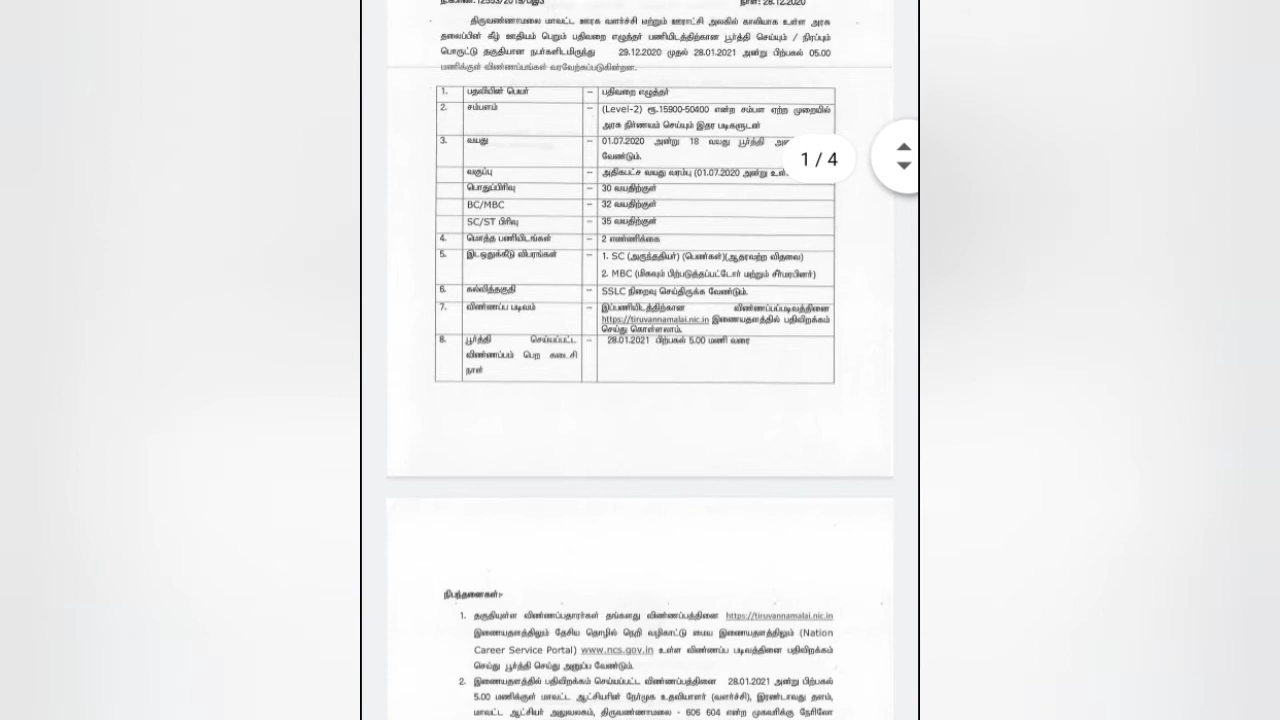 நாள்: 28.12.2020
திருவண்ணாமலை மாவட்ட ஊரக வளர்ச்சி மற்றும் ஊராட்சி அலகில் காலியாக உள்ள அரசு
தலைப்பின் கீழ் ஊதியம் பெறும் பதிவறை எழுத்தர் பணியிடத்திற்கான பூர்த்தி செய்யும் / நிரப்பும்
பொருட்டு தகுதியான நபர்களிடமிருந்து 29.12.2020 முதல் 28.01.2021 அன்று பிற்பகல் 05.00
மணிக்குள் விண்ணப்பங்கள் வரவேற்கப்படுகின்றன.
1. பதவியின் பெயர் -- பதிவறை எழுத்தர்
2. சம்பளம் -- (Level-2) ரூ.15900-50400 என்ற சம்பள ஏற்ற முறையில்
அரசு நிர்ணயம் செய்யும் இதர படிகளுடன்
3. வயது -- 01.07.2020 அன்று 18 வயது பூர்த்தி
வேண்டும்.
1 / 4
வகுப்பு -- அதிகபட்ச வயது வரம்பு (01.07.2020 அன்று
பொதுப்பிரிவு -- 30 வயதிற்குள்
BC/MBC -- 32 வயதிற்குள்
SC/ST பிரிவு -- 35 வயதிற்குள்
4. மொத்த பணியிடங்கள் -- 2 எண்ணிக்கை
5. இடஒதுக்கீடு விபரங்கள் -- 1. SC (அருந்ததியர்) (பெண்கள்)(ஆதரவற்ற விதவை)
2. MBC (மிகவும் பிற்படுத்தப்பட்டோர் மற்றும் சீர்மரபினர்)
6. கல்வித்தகுதி -- SSLC நிறைவு செய்திருக்க வேண்டும்.
7. விண்ணப்ப படிவம் -- இப்பணியிடத்திற்கான விண்ணப்பப்படிவத்தினை
https://tiruvannamalai.nic.in இணையதளத்தில் பதிவிறக்கம்
செய்து கொள்ளலாம்.
8. பூர்த்தி செய்யப்பட்ட -- 28.01.2021 பிற்பகல் 5.00 மணி வரை
விண்ணப்பம் பெற கடைசி
நாள்
நிபந்தனைகள்:-
1. தகுதியுள்ள விண்ணப்பதாரர்கள் தங்களது விண்ணப்பத்தினை https://tiruvannamalai.nic.in
இணையதளத்திலும் தேசிய தொழில் நெறி வழிகாட்டு மைய இணையதளத்திலும் (Nation
Career Service Portal) www.ncs.gov.in உள்ள விண்ணப்ப படிவத்தினை பதிவிறக்கம்
செய்து பூர்த்தி செய்து அனுப்ப வேண்டும்.
2. இணையதளத்தில் பதிவிறக்கம் செய்யப்பட்ட விண்ணப்பத்தினை 28.01.2021 அன்று பிற்பகல்
5.00 மணிக்குள் மாவட்ட ஆட்சியரின் நேர்முக உதவியாளர் (வளர்ச்சி), இரண்டாவது தளம்,
மாவட்ட ஆட்சியர் அலுவலகம், திருவண்ணாமலை - 606 604 என்ற முகவரிக்கு நேரிலோ